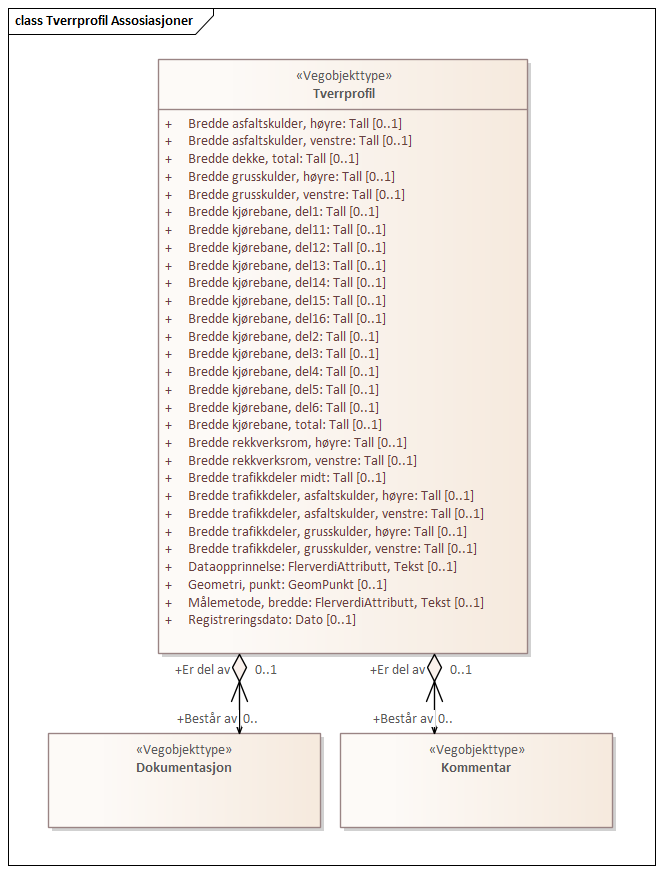 class Tverrprofil Assosiasjoner
«Vegobjekttype»
Tverrprofil
+ Bredde asfaltskulder, høyre: Tall [0..1]
+ Bredde asfaltskulder, venstre: Tall [0..1]
+ Bredde dekke, total: Tall [0..1]
+ Bredde grusskulder, høyre: Tall [0..1]
+ Bredde grusskulder, venstre: Tall [0..1]
+ Bredde kjørebane, del1: Tall [0..1]
+ Bredde kjørebane, del11: Tall [0..1]
+ Bredde kjørebane, del12: Tall [0..1]
+ Bredde kjørebane, del13: Tall [0..1]
+ Bredde kjørebane, del14: Tall [0..1]
+ Bredde kjørebane, del15: Tall [0..1]
+ Bredde kjørebane, del16: Tall [0..1]
+ Bredde kjørebane, del2: Tall [0..1]
+ Bredde kjørebane, del3: Tall [0..1]
+ Bredde kjørebane, del4: Tall [0..1]
+ Bredde kjørebane, del5: Tall [0..1]
+ Bredde kjørebane, del6: Tall [0..1]
+ Bredde kjørebane, total: Tall [0..1]
+ Bredde rekkverksrom, høyre: Tall [0..1]
+ Bredde rekkverksrom, venstre: Tall [0..1]
+ Bredde trafikkdeler midt: Tall [0..1]
+ Bredde trafikkdeler, asfaltskulder, høyre: Tall [0..1]
+ Bredde trafikkdeler, asfaltskulder, venstre: Tall [0..1]
+ Bredde trafikkdeler, grusskulder, høyre: Tall [0..1]
+ Bredde trafikkdeler, grusskulder, venstre: Tall [0..1]
+ Dataopprinnelse: FlerverdiAttributt, Tekst [0..1]
+ Geometri, punkt: GeomPunkt [0..1]
+ Målemetode, bredde: FlerverdiAttributt, Tekst [0..1]
+ Registreringsdato: Dato [0..1]
+Er del av 0..1 +Er del av 0..1
+Består av 0.. +Består av 0..
«Vegobjekttype» «Vegobjekttype»
Dokumentasjon Kommentar